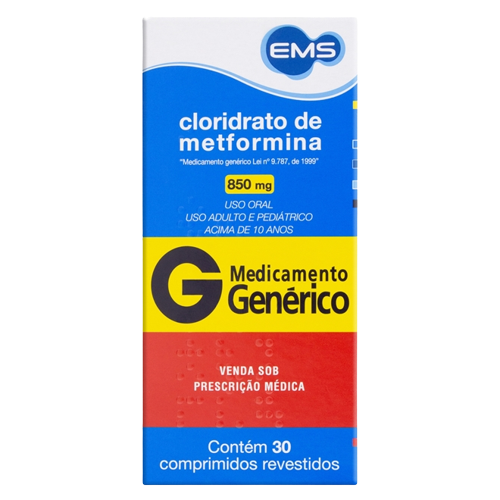 EMS
cloridrato de
metformina
"Medicamento genérico Lei nº 9.787, de 1999"
850 mg
USO ORAL
USO ADULTO E PEDIÁTRICO
ACIMA DE 10 ANOS
G Medicamento
Genérico
VENDA SOB
PRESCRIÇÃO MÉDICA
Contém 30
comprimidos revestidos